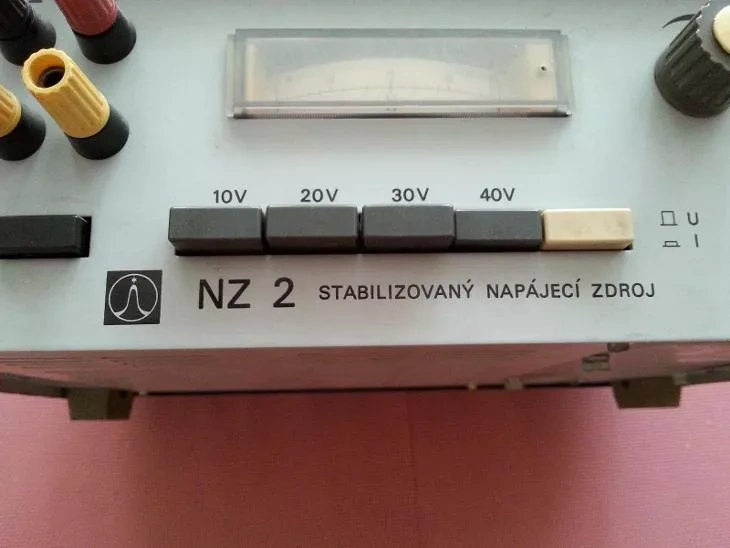 10V 20V 30V 40V
U
I
NZ 2 STABILIZOVANÝ NAPÁJECÍ ZDROJ